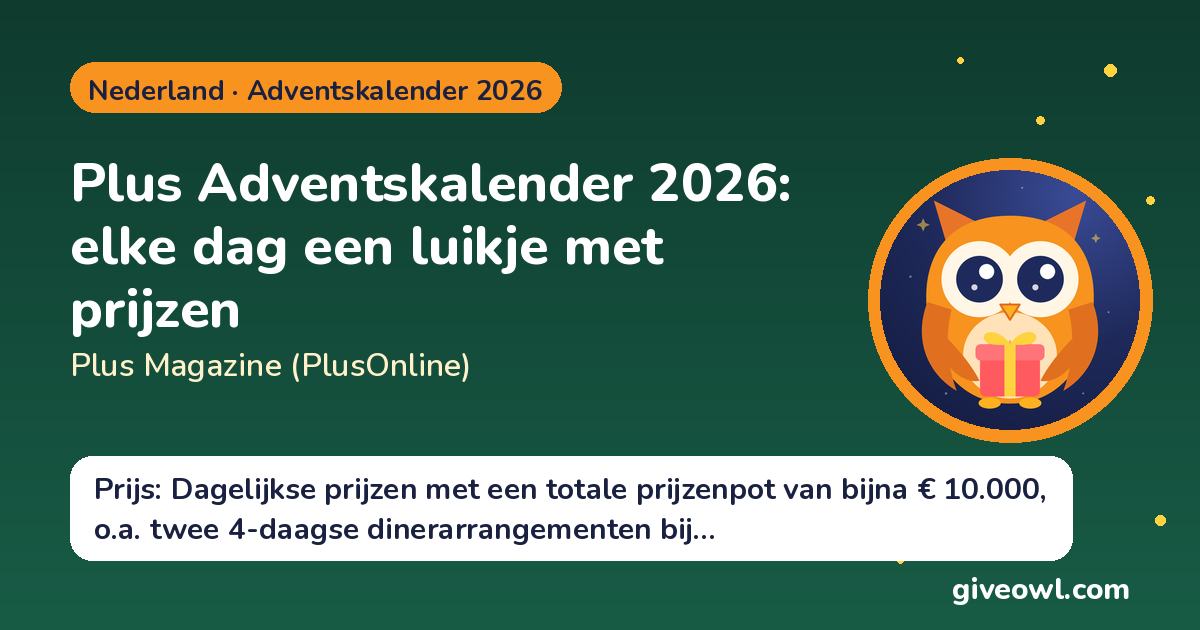 Nederland · Adventskalender 2026
Plus Adventskalender 2026:
elke dag een luikje met
prijzen
Plus Magazine (PlusOnline)
Prijs: Dagelijkse prijzen met een totale prijzenpot van bijna € 10.000,
o.a. twee 4-daagse dinerarrangementen bij...
giveowl.com